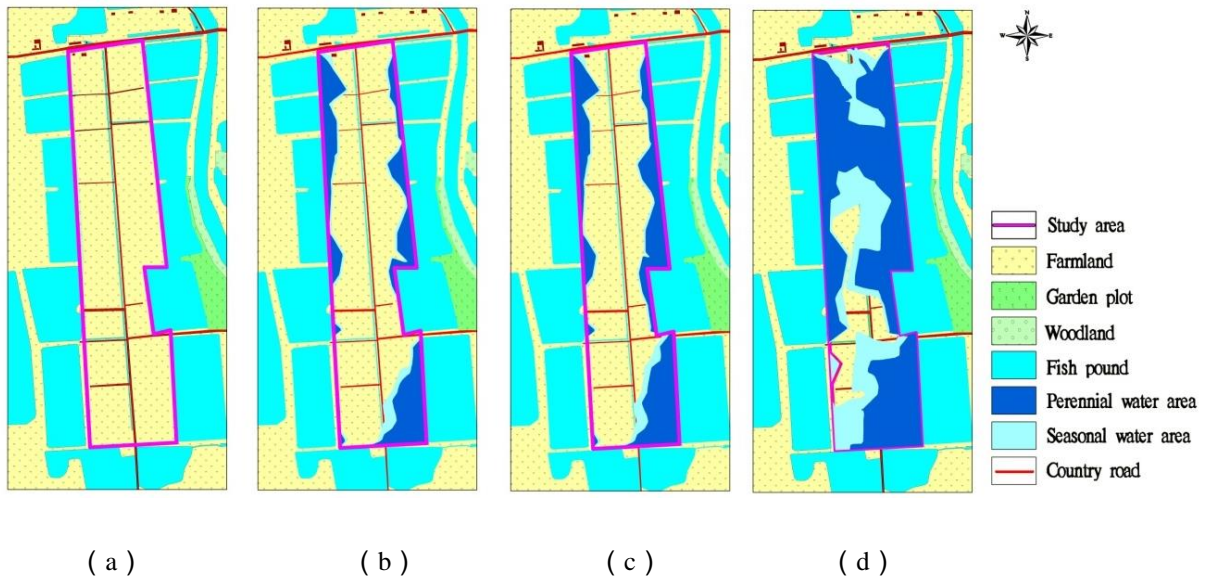 N
W E
S
Study area
Farmland
Garden plot
Woodland
Fish pound
Perennial water area
Seasonal water area
Country road
( a ) ( b ) ( c ) ( d )